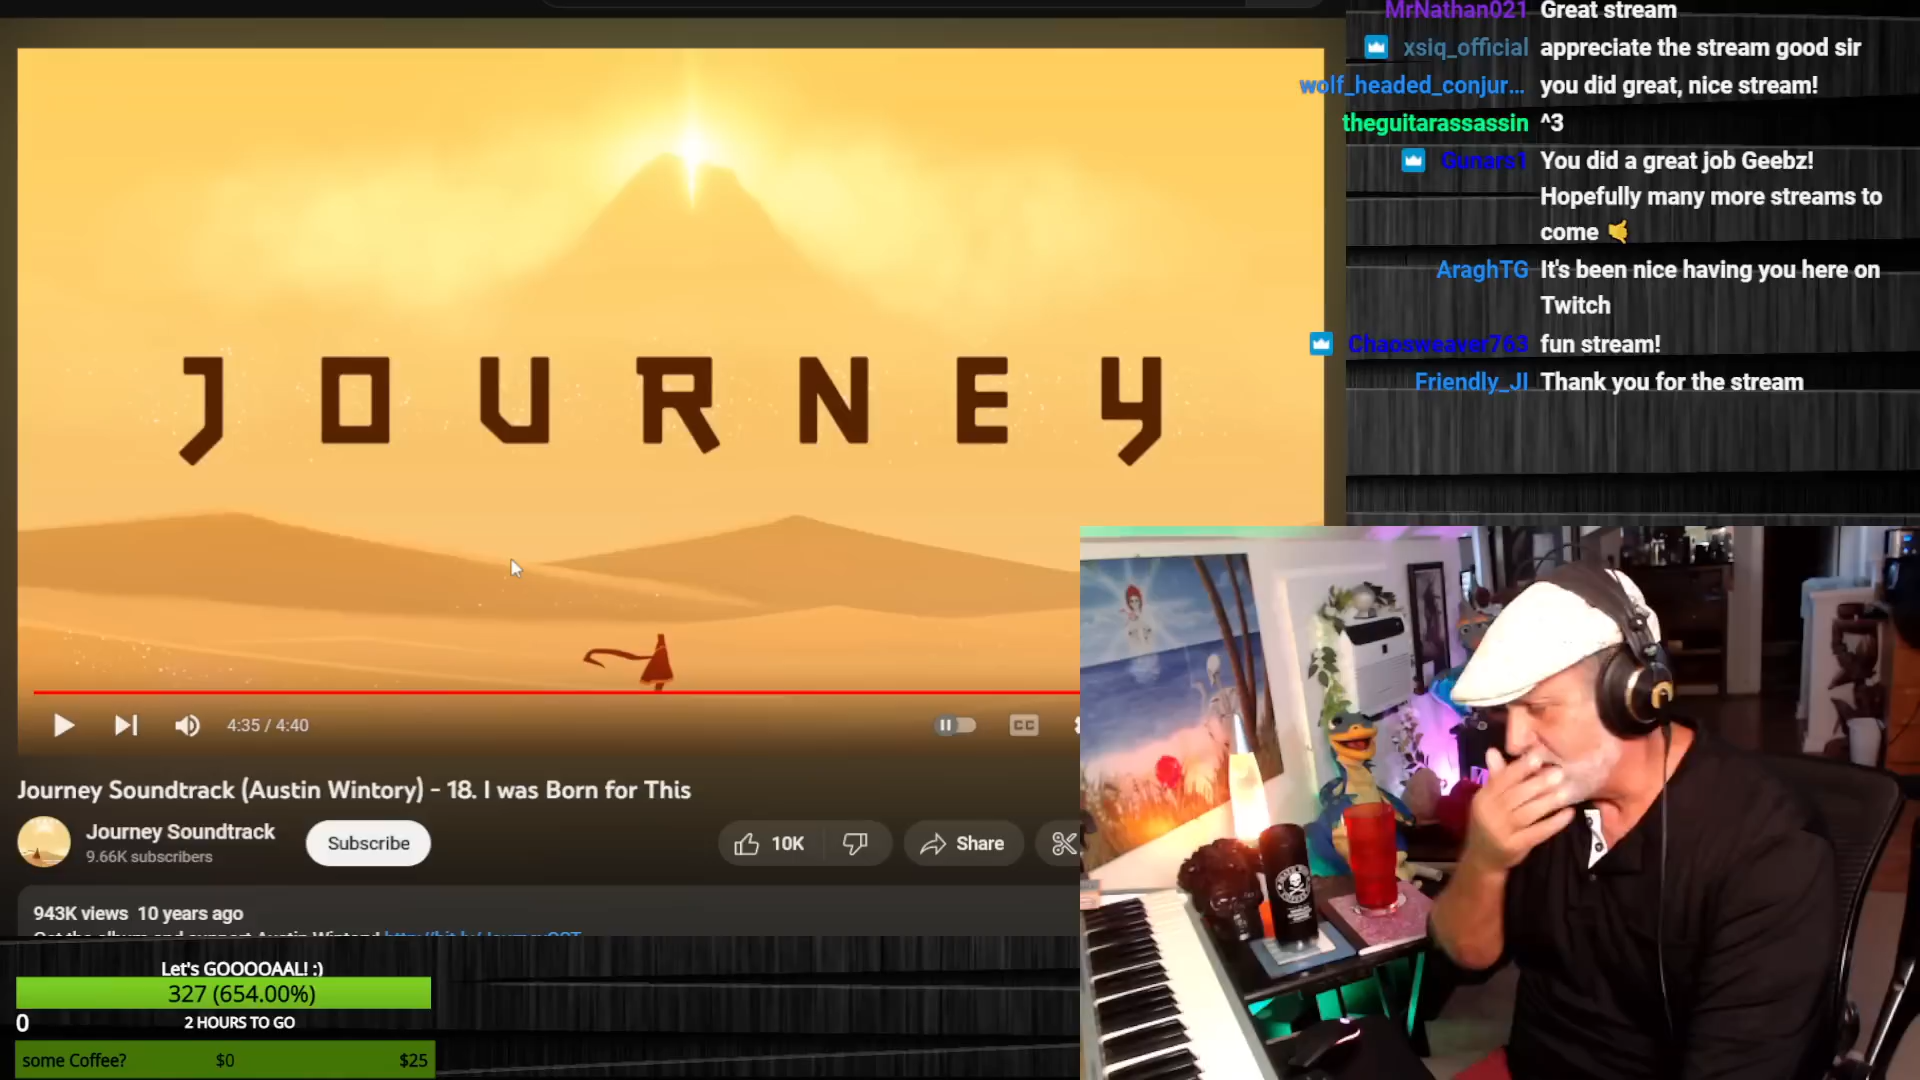 JOURNEY
4:35 / 4:40
CC
Journey Soundtrack (Austin Wintory) - 18. I was Born for This
Journey Soundtrack
9.66K subscribers
Subscribe
10K
Share
943K views 10 years ago
Let's GOOOOAAL! :)
327 (654.00%)
0
2 HOURS TO GO
some Coffee? $0 $25
MrNathan021 Great stream
xsiq_official appreciate the stream good sir
wolf_headed_conjur... you did great, nice stream!
theguitarassassin ^3
Gunars1 You did a great job Geebz!
Hopefully many more streams to
come 🤙
AraghTG It's been nice having you here on
Twitch
Chaosweaver763 fun stream!
Friendly_JI Thank you for the stream